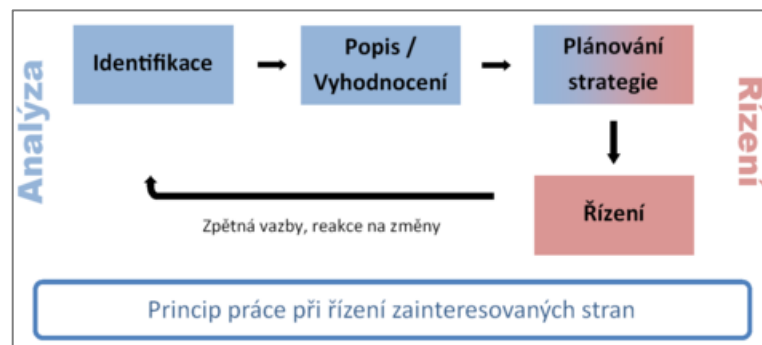 Analýza
Identifikace
Popis /
Vyhodnocení
Plánování
strategie
Řízení
Řízení
Zpětná vazby, reakce na změny
Princip práce při řízení zainteresovaných stran